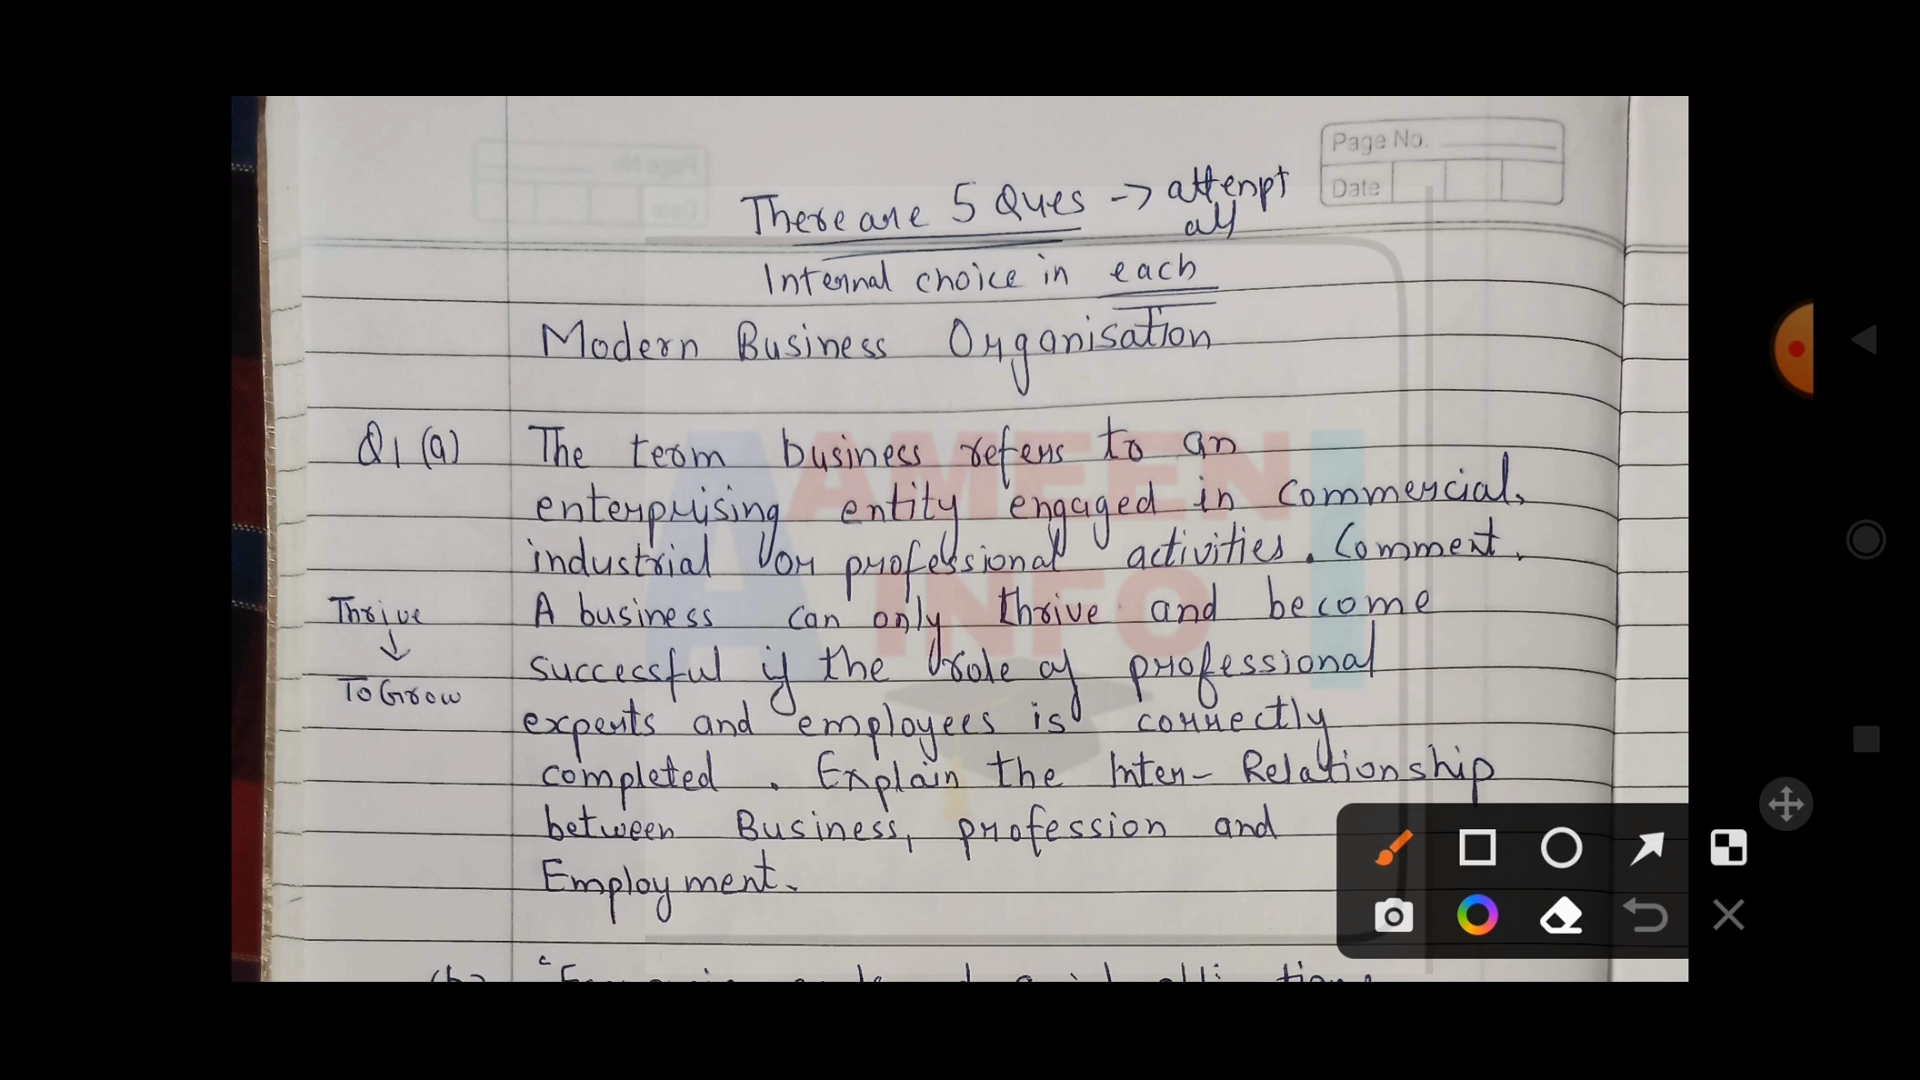 Page No.
Date
There are 5 Ques -> attempt
all
Internal choice in each
Modern Business Organisation
Q1 (a) The term business refers to an
enterprising entity engaged in commercial,
industrial or professional activities. Comment.
Thrive A business can only thrive and become
↓ successful if the role of professional
To Grow experts and employees is correctly
completed. Explain the Inter-Relationship
between Business, profession and
Employment.
AMEEN
INFO